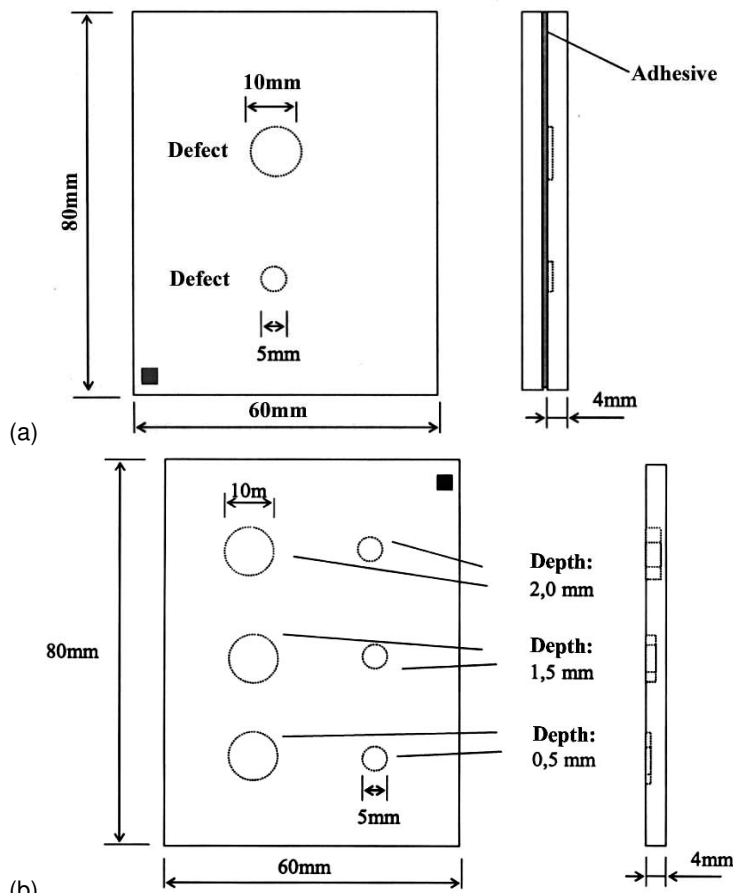 10mm
Adhesive
Defect
80mm
Defect
5mm
60mm
4mm
(a)
10m
Depth:
2,0 mm
80mm
Depth:
1,5 mm
Depth:
0,5 mm
5mm
60mm
4mm
(b)